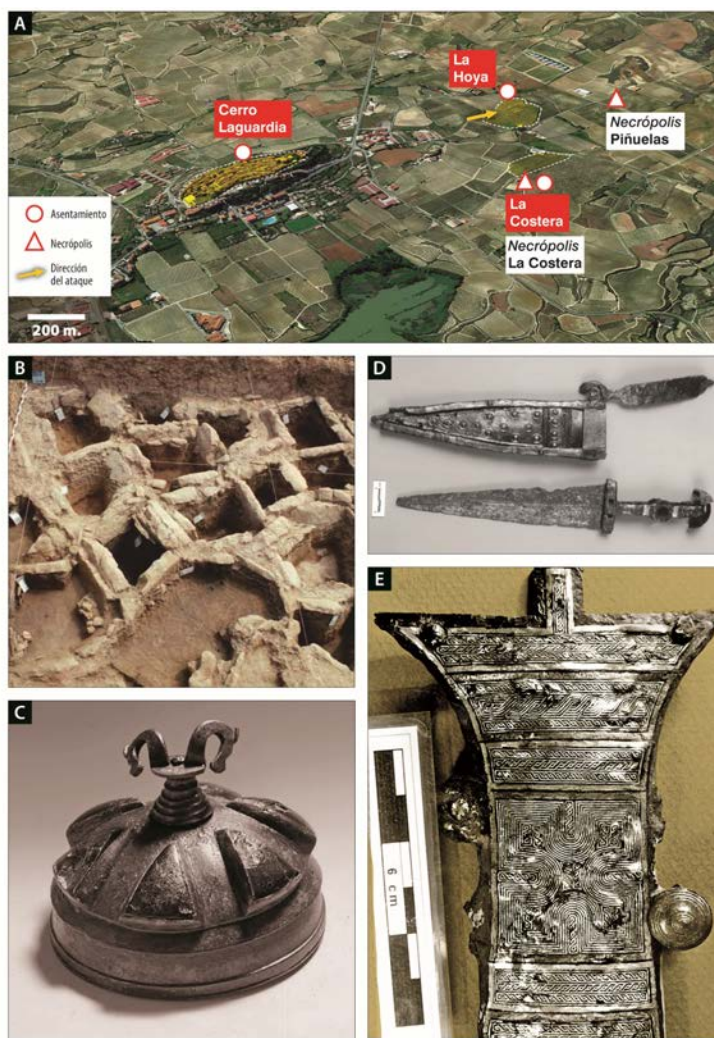 A
La
Hoya
Cerro
Laguardia
Necrópolis
Piñuelas
La
Costera
Necrópolis
La Costera
Asentamiento
Necrópolis
Dirección
del ataque
200 m.
B
C
D
E
6 cm